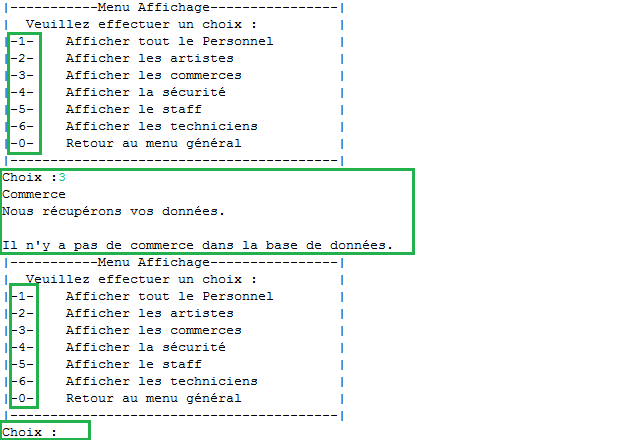 |-----------Menu Affichage----------------|
|  Veuillez effectuer un choix :          |
|-1-    Afficher tout le Personnel        |
|-2-    Afficher les artistes             |
|-3-    Afficher les commerces            |
|-4-    Afficher la sécurité              |
|-5-    Afficher le staff                 |
|-6-    Afficher les techniciens          |
|-0-    Retour au menu général            |
|-----------------------------------------|
Choix :3
Commerce
Nous récupérons vos données.

Il n'y a pas de commerce dans la base de données.
|-----------Menu Affichage----------------|
|  Veuillez effectuer un choix :          |
|-1-    Afficher tout le Personnel        |
|-2-    Afficher les artistes             |
|-3-    Afficher les commerces            |
|-4-    Afficher la sécurité              |
|-5-    Afficher le staff                 |
|-6-    Afficher les techniciens          |
|-0-    Retour au menu général            |
|-----------------------------------------|
Choix :